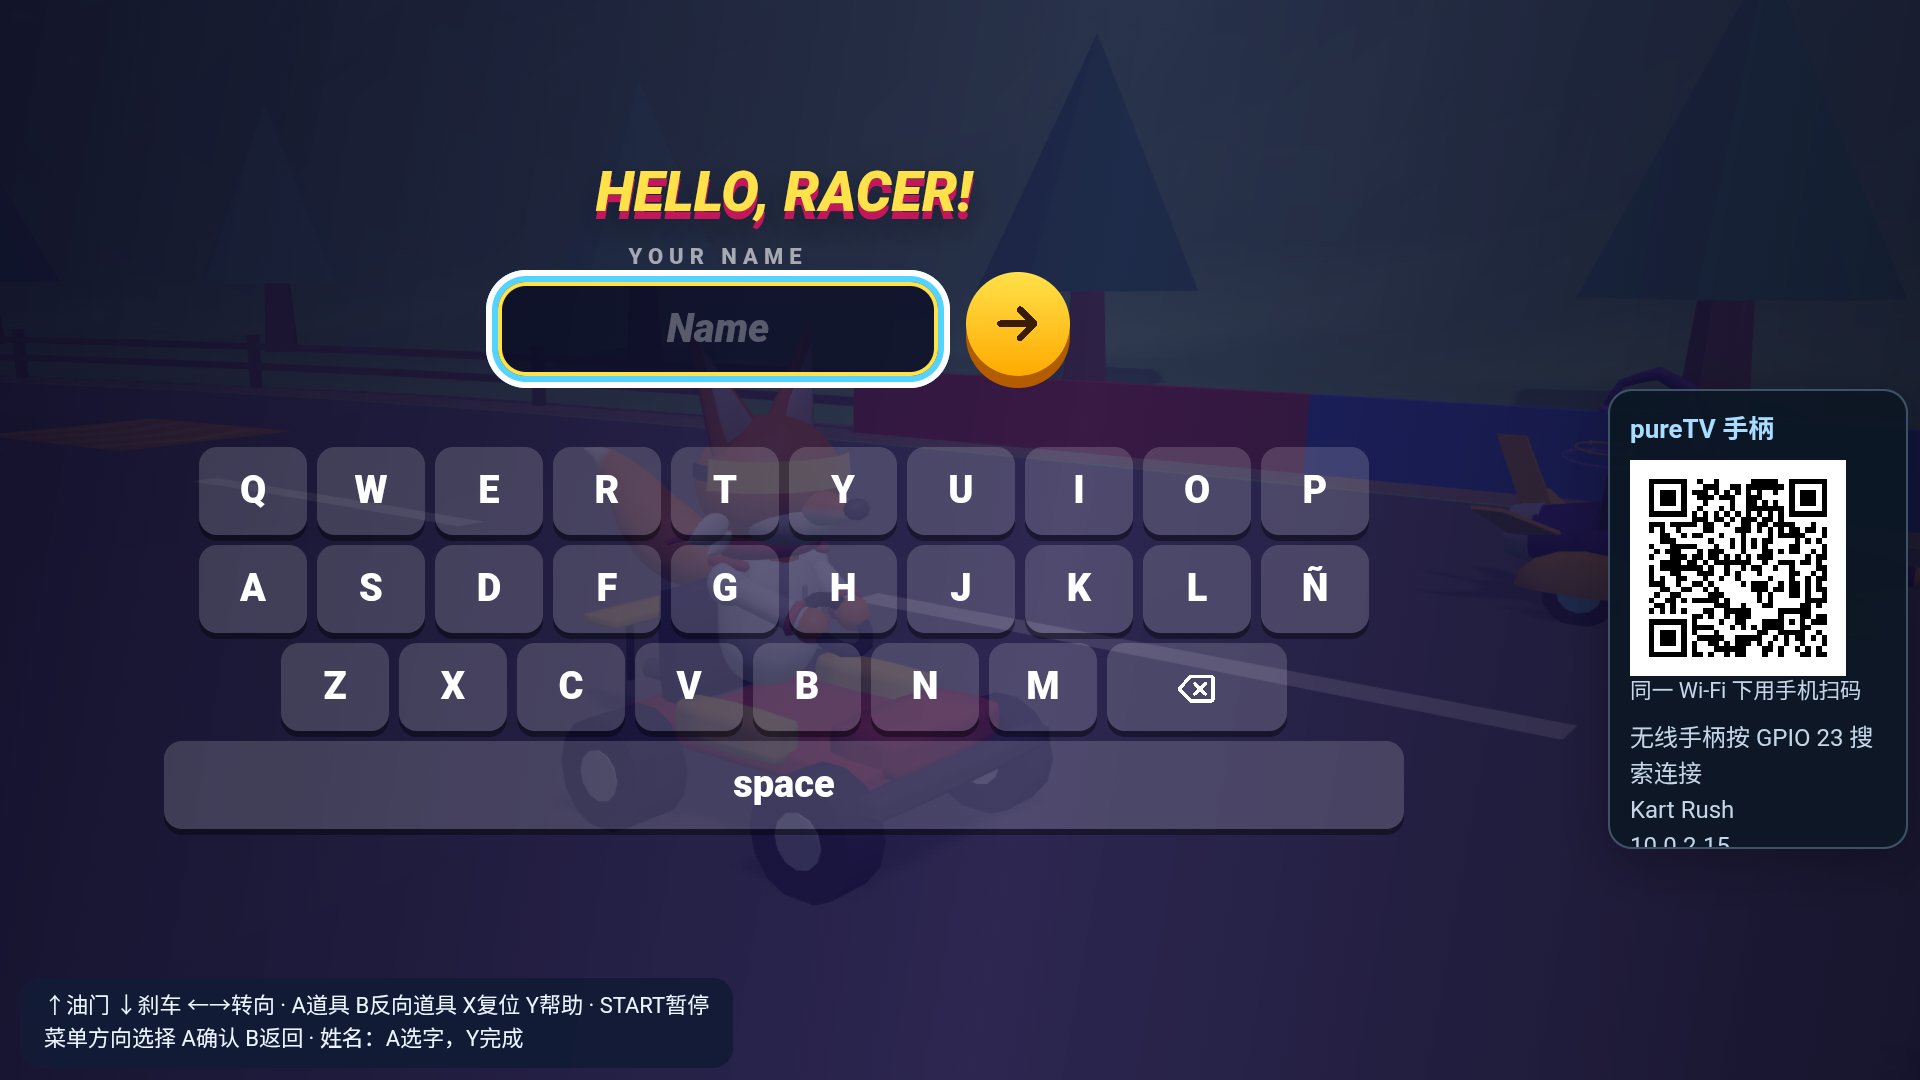 HELLO, RACER!
YOUR NAME
Name
Q W E R T Y U I O P
A S D F G H J K L Ñ
Z X C V B N M
space
pureTV 手柄
同一 Wi-Fi 下用手机扫码
无线手柄按 GPIO 23 搜
索连接
Kart Rush
10.0.2.15
↑油门 ↓刹车 ←→转向 · A道具 B反向道具 X复位 Y帮助 · START暂停
菜单方向选择 A确认 B返回 · 姓名：A选字，Y完成